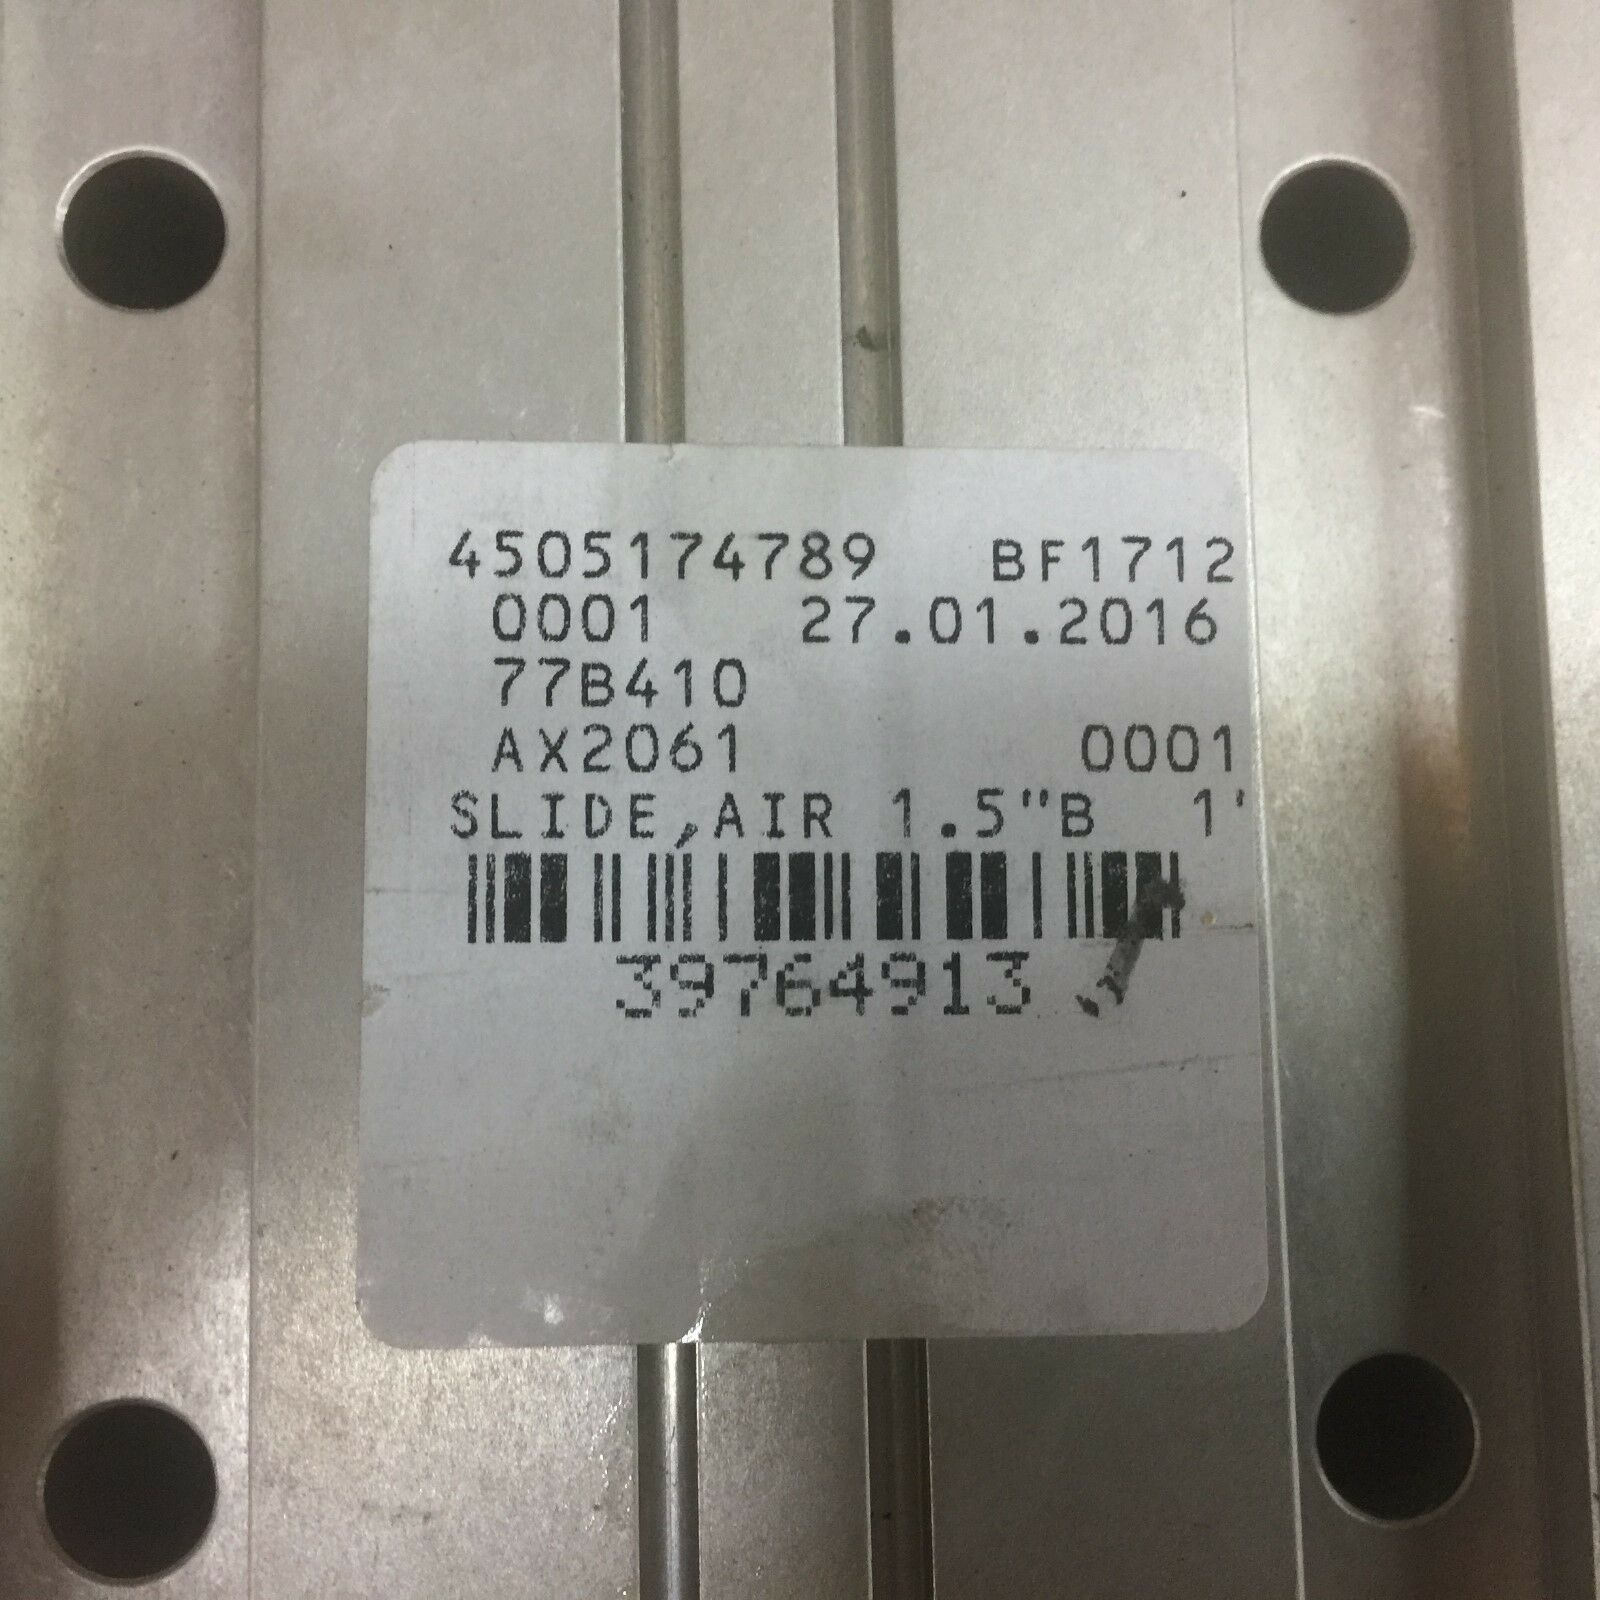 4505174789 BF1712
0001 27.01.2016
77B410
AX2061 0001
SLIDE,AIR 1.5"B 1'
39764913